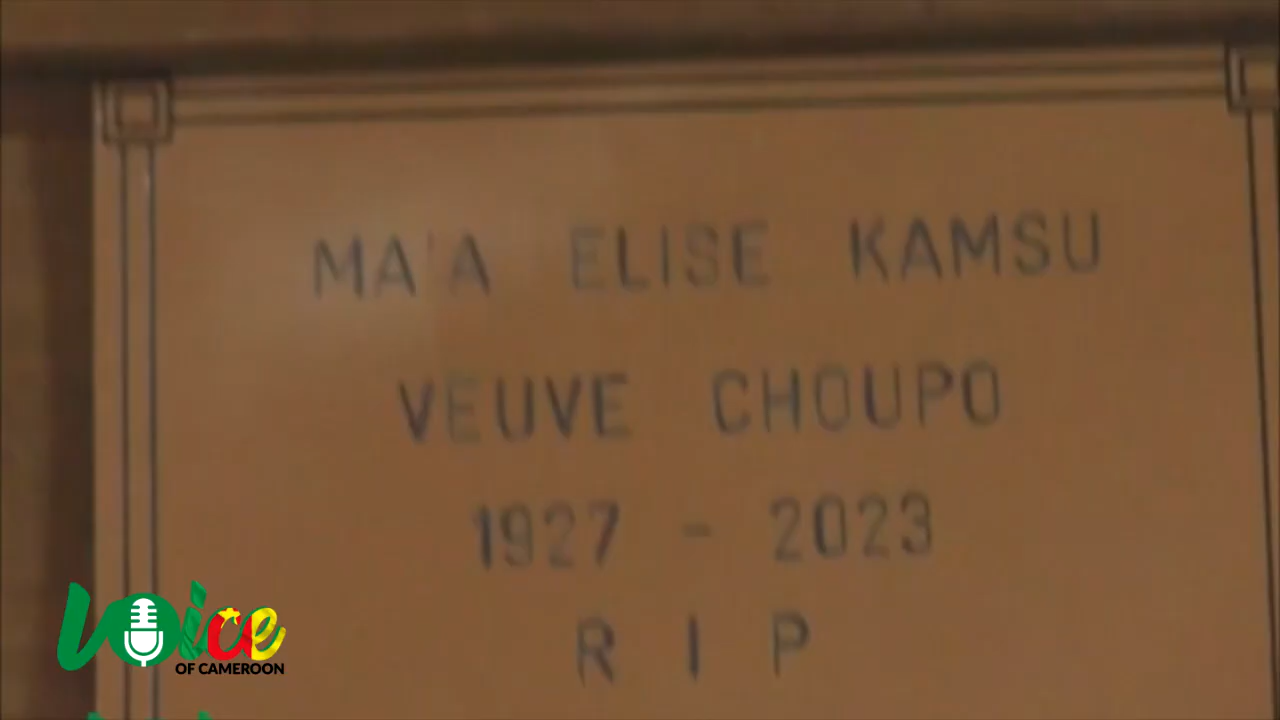 MA'A ELISE KAMSU
VEUVE CHOUPO
1927 - 2023
R I P
Voice
OF CAMEROON